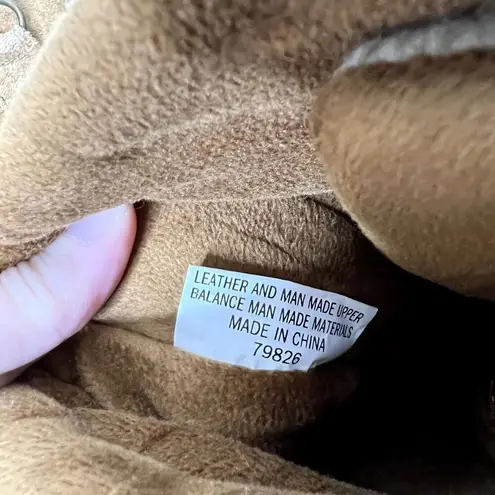 LEATHER AND MAN MADE UPPER
BALANCE MAN MADE MATERIALS
MADE IN CHINA
79826